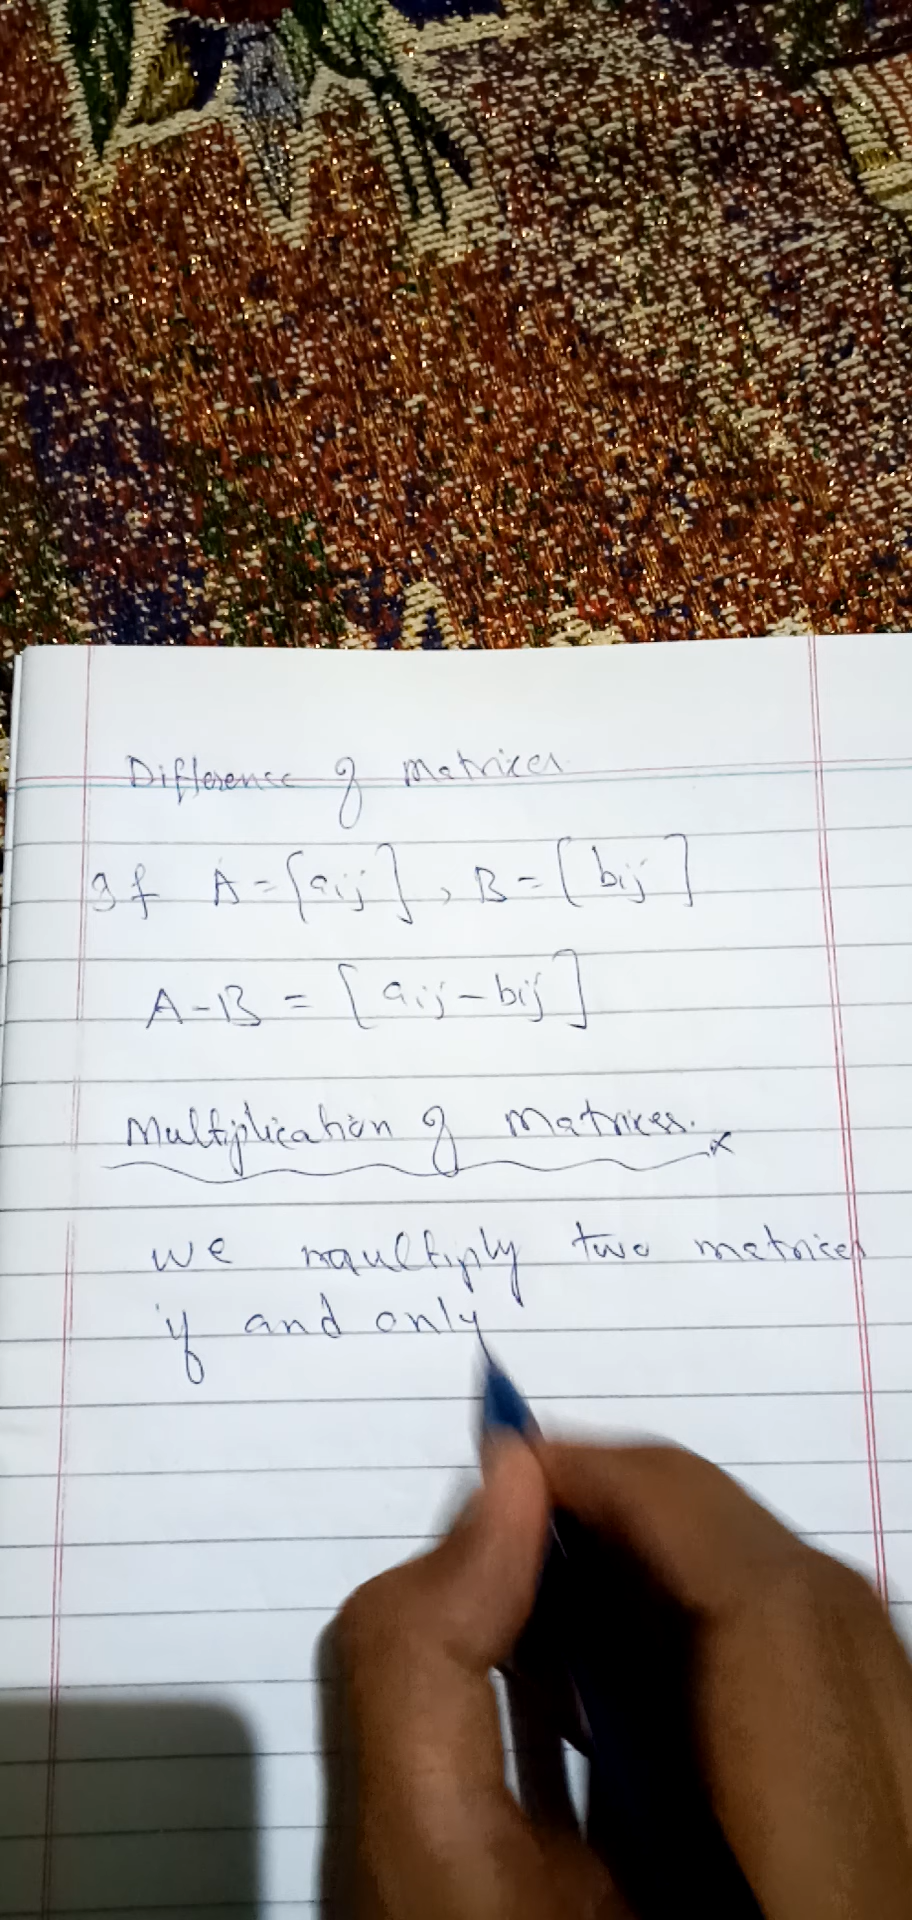 Difference of matrices
If A = [aij], B = [bij]
A-B = [aij-bij]
Multiplication of Matrices.
we multiply two matrices
if and only